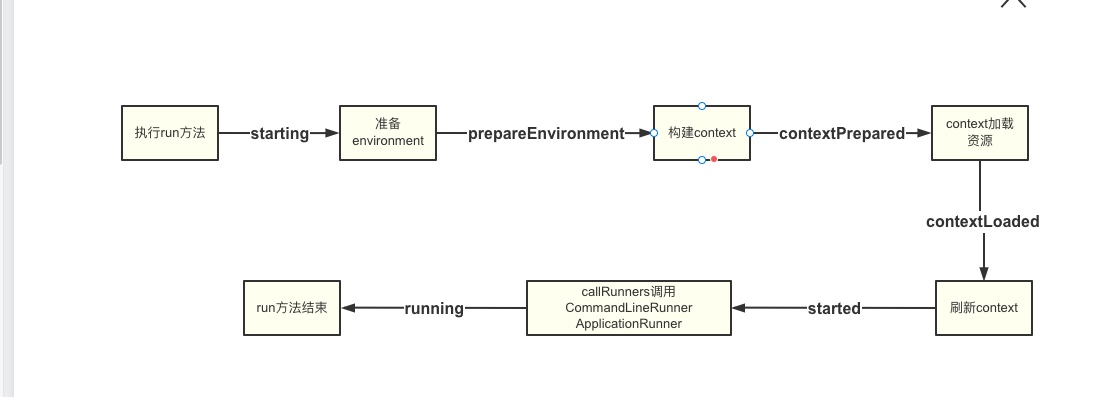 执行run方法
starting
准备
environment
prepareEnvironment
构建context
contextPrepared
context加载
资源
contextLoaded
刷新context
started
callRunners调用
CommandLineRunner
ApplicationRunner
running
run方法结束